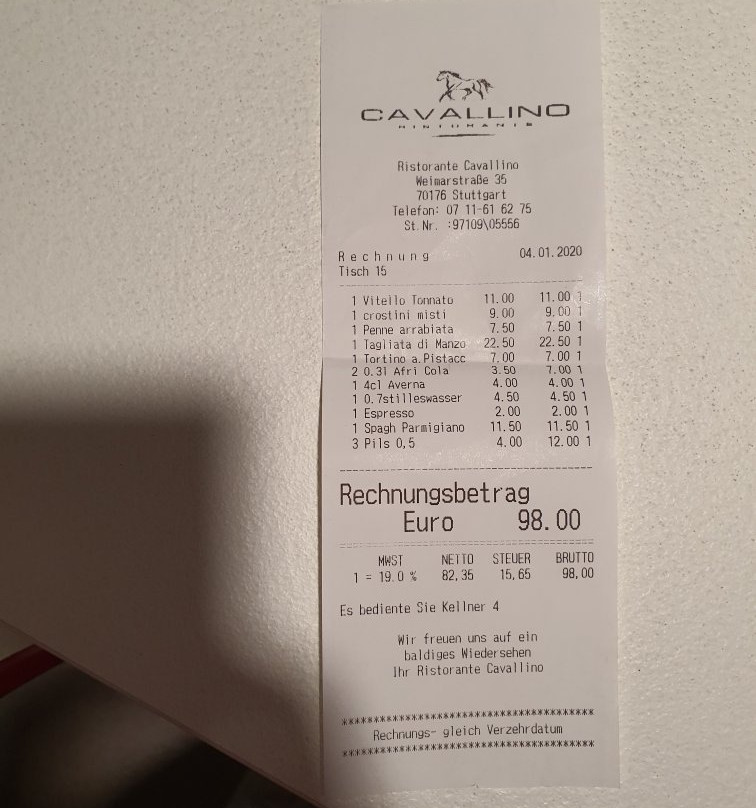 CAVALLINO
RISTORANTE
Ristorante Cavallino
Weimarstraße 35
70176 Stuttgart
Telefon: 07 11-61 62 75
St.Nr. :97109\05556
Rechnung 04.01.2020
Tisch 15
1 Vitello Tonnato 11.00 11.00 1
1 crostini misti 9.00 9.00 1
1 Penne arrabiata 7.50 7.50 1
1 Tagliata di Manzo 22.50 22.50 1
1 Tortino a.Pistacc 7.00 7.00 1
2 0.3l Afri Cola 3.50 7.00 1
1 4cl Averna 4.00 4.00 1
1 0.7stilleswasser 4.50 4.50 1
1 Espresso 2.00 2.00 1
1 Spagh Parmigiano 11.50 11.50 1
3 Pils 0,5 4.00 12.00 1
Rechnungsbetrag
Euro 98.00
MWST NETTO STEUER BRUTTO
1 = 19.0 % 82,35 15,65 98,00
Es bediente Sie Kellner 4
Wir freuen uns auf ein
baldiges Wiedersehen
Ihr Ristorante Cavallino
****************************************
Rechnungs- gleich Verzehrdatum
****************************************